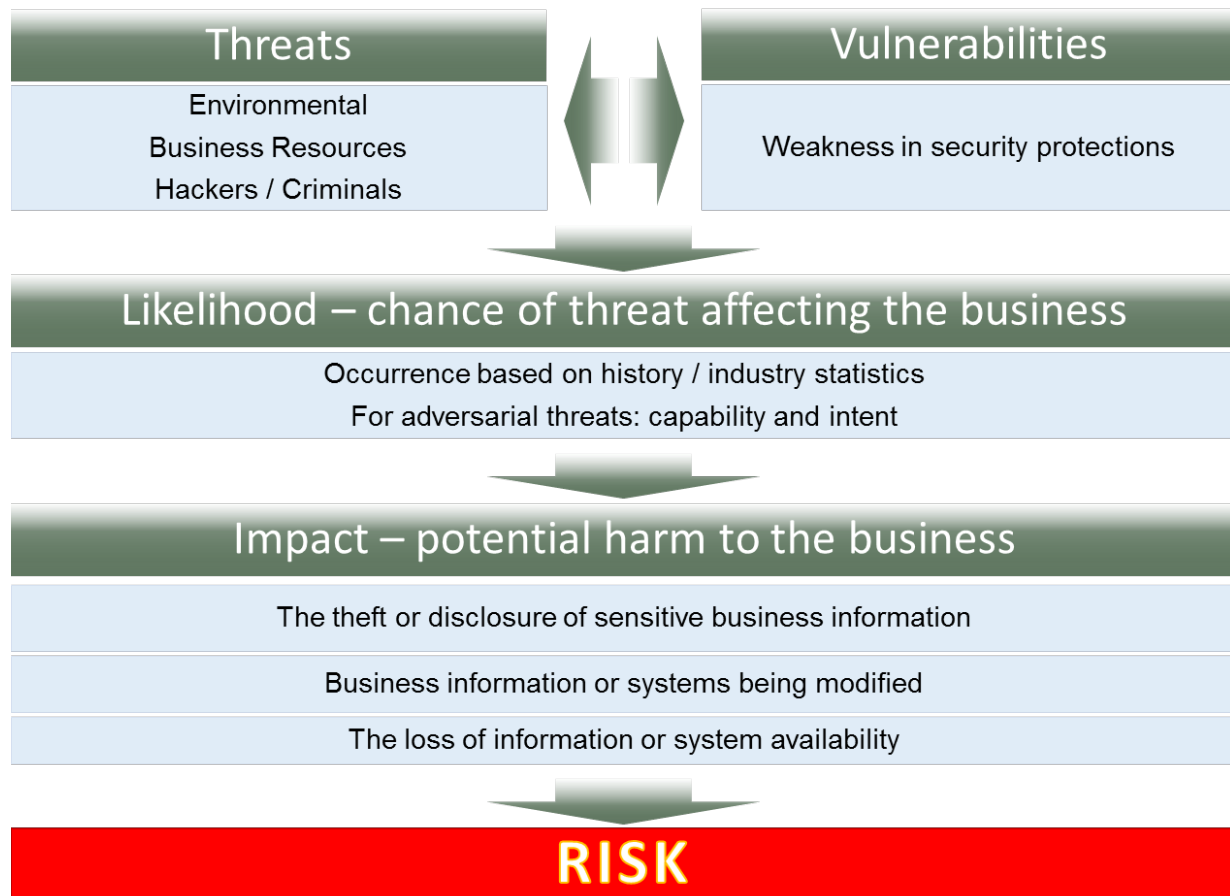 Threats
Environmental
Business Resources
Hackers / Criminals
Vulnerabilities
Weakness in security protections
Likelihood – chance of threat affecting the business
Occurrence based on history / industry statistics
For adversarial threats: capability and intent
Impact – potential harm to the business
The theft or disclosure of sensitive business information
Business information or systems being modified
The loss of information or system availability
RISK